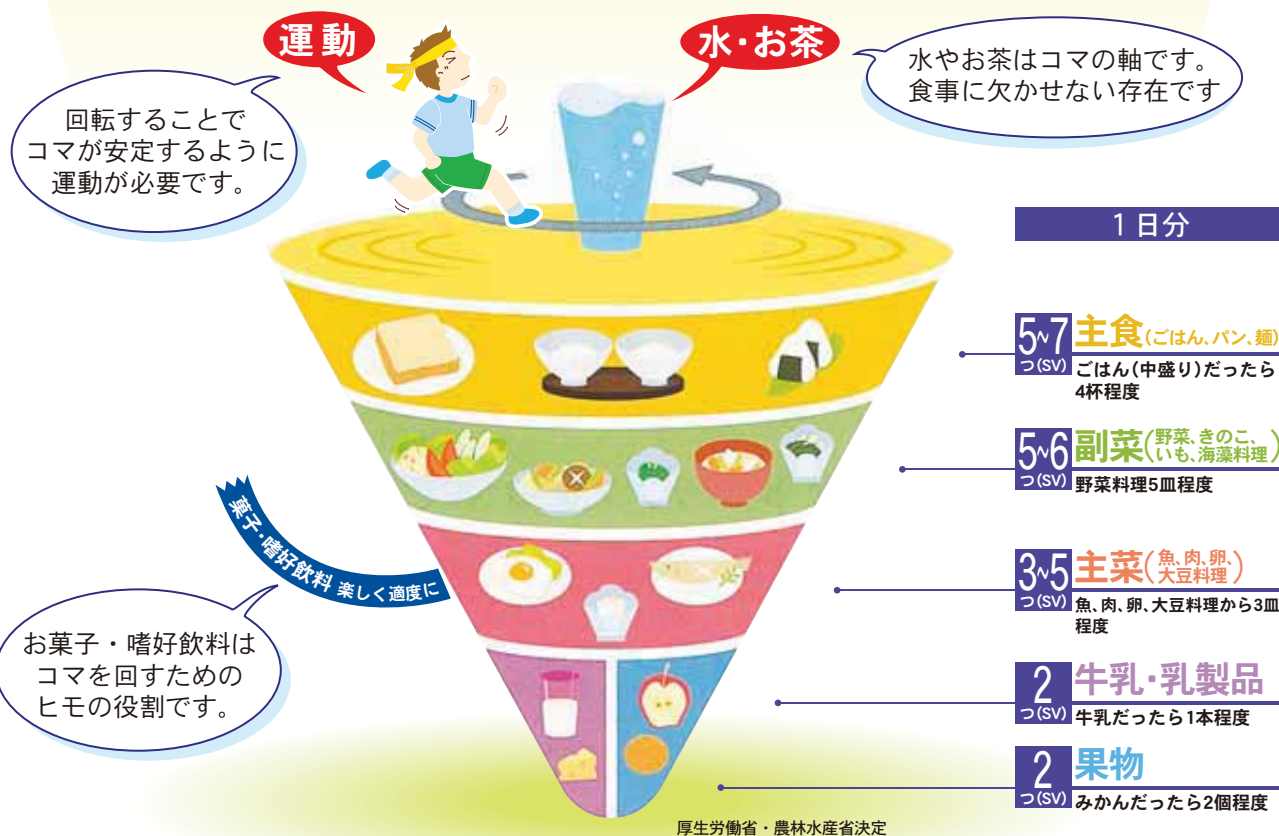 運動
水・お茶
水やお茶はコマの軸です。
食事に欠かせない存在です
回転することで
コマが安定するように
運動が必要です。
1日分
5~7
つ(SV)
主食(ごはん、パン、麺)
ごはん(中盛り)だったら
4杯程度
5~6
つ(SV)
副菜(野菜、きのこ、
いも、海藻料理)
野菜料理5皿程度
菓子・嗜好飲料 楽しく適度に
3~5
つ(SV)
主菜(魚、肉、卵、
大豆料理)
魚、肉、卵、大豆料理から3皿
程度
お菓子・嗜好飲料は
コマを回すための
ヒモの役割です。
2
つ(SV)
牛乳・乳製品
牛乳だったら1本程度
2
つ(SV)
果物
みかんだったら2個程度
厚生労働省・農林水産省決定